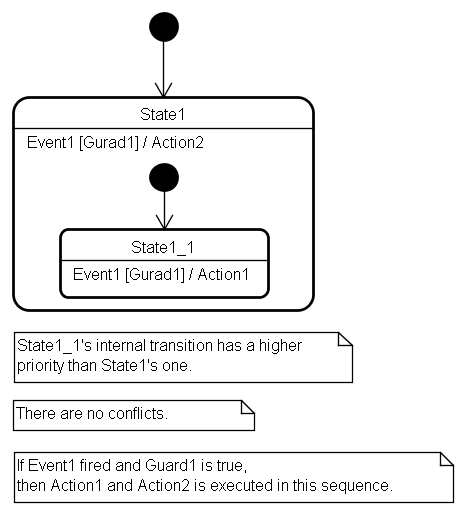 State1
Event1 [Gurad1] / Action2
State1_1
Event1 [Gurad1] / Action1
State1_1's internal transition has a higher
priority than State1's one.
There are no conflicts.
If Event1 fired and Guard1 is true,
then Action1 and Action2 is executed in this sequence.